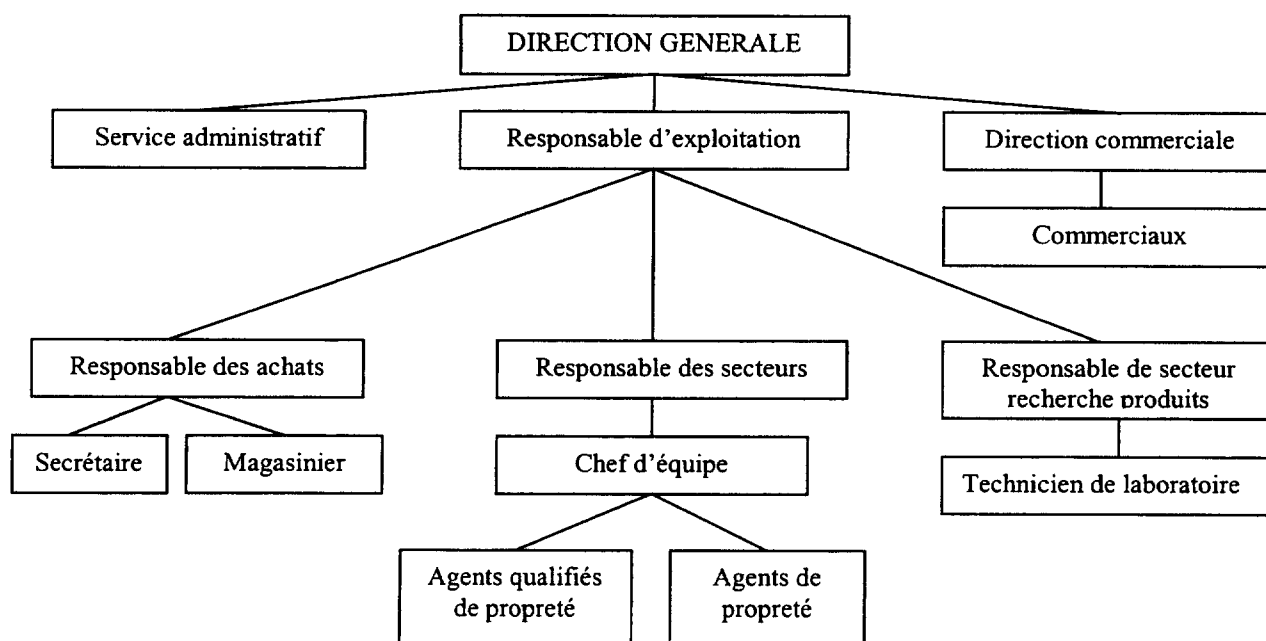 DIRECTION GENERALE
Service administratif
Responsable d'exploitation
Direction commerciale
Commerciaux
Responsable des achats
Responsable des secteurs
Responsable de secteur
recherche produits
Secrétaire
Magasinier
Chef d'équipe
Technicien de laboratoire
Agents qualifiés
de propreté
Agents de
propreté